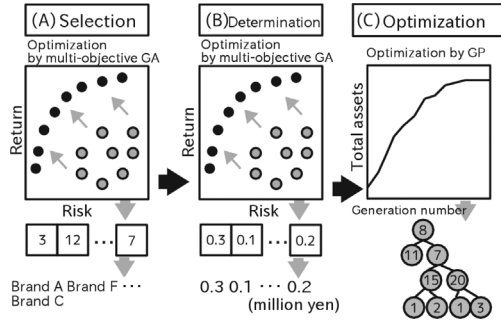 (A) Selection
Optimization
by multi-objective GA
Return
Risk
3 12 ··· 7
Brand A Brand F ···
Brand C
(B) Determination
Optimization
by multi-objective GA
Return
Risk
0.3 0.1 ··· 0.2
0.3 0.1 ··· 0.2
(million yen)
(C) Optimization
Optimization by GP
Total assets
Generation number
8
11 7
15 20
1 2 1 3